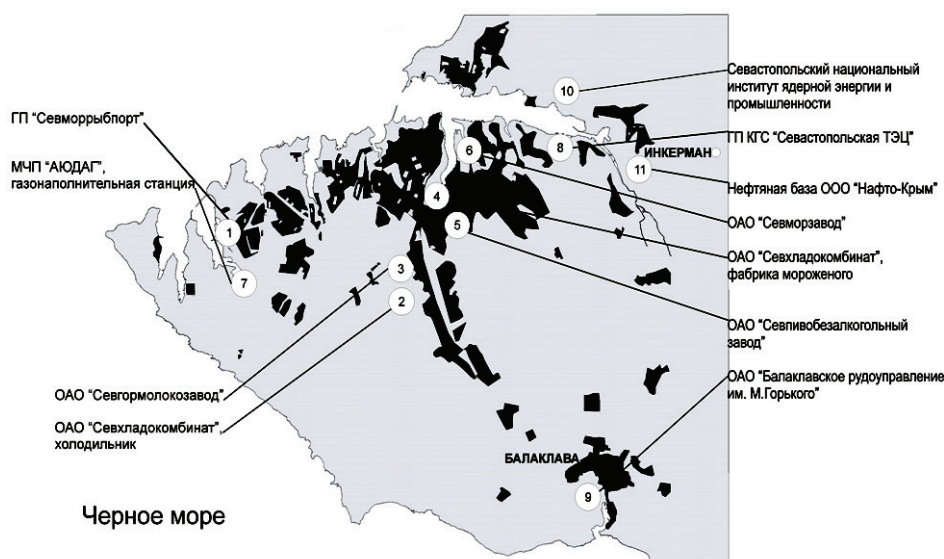 ГП "Севморрыбпорт"
МЧП "АЮДАГ",
газонаполнительная станция
1
7
3
2
ОАО "Севгормолокозавод"
ОАО "Севхладокомбинат",
холодильник
Черное море
4
5
6
8
10
11
9
ИНКЕРМАН
БАЛАКЛАВА
Севастопольский национальный
институт ядерной энергии и
промышленности
ГП КГС "Севастопольская ТЭЦ"
Нефтяная база ООО "Нафто-Крым"
ОАО "Севморзавод"
ОАО "Севхладокомбинат",
фабрика мороженого
ОАО "Севпивобезалкогольный
завод"
ОАО "Балаклавское рудоуправление
им. М.Горького"